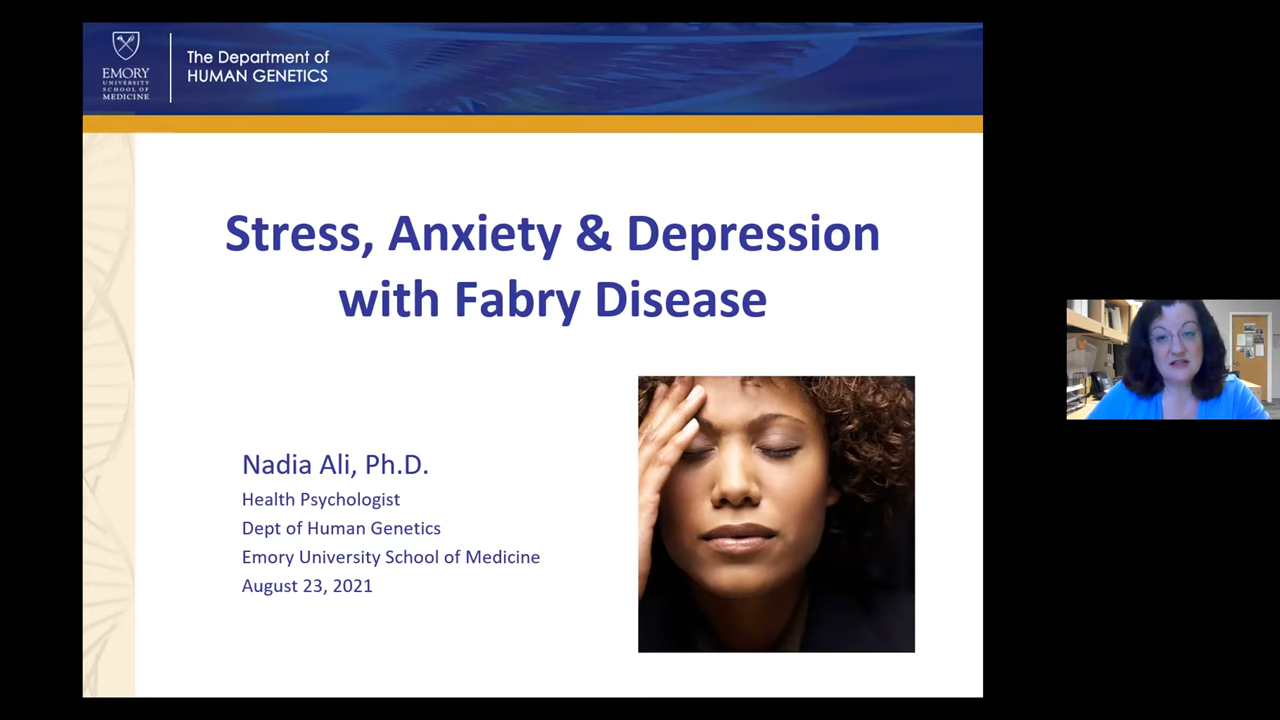 EMORY
UNIVERSITY
SCHOOL OF
MEDICINE
The Department of
HUMAN GENETICS
Stress, Anxiety & Depression
with Fabry Disease
Nadia Ali, Ph.D.
Health Psychologist
Dept of Human Genetics
Emory University School of Medicine
August 23, 2021